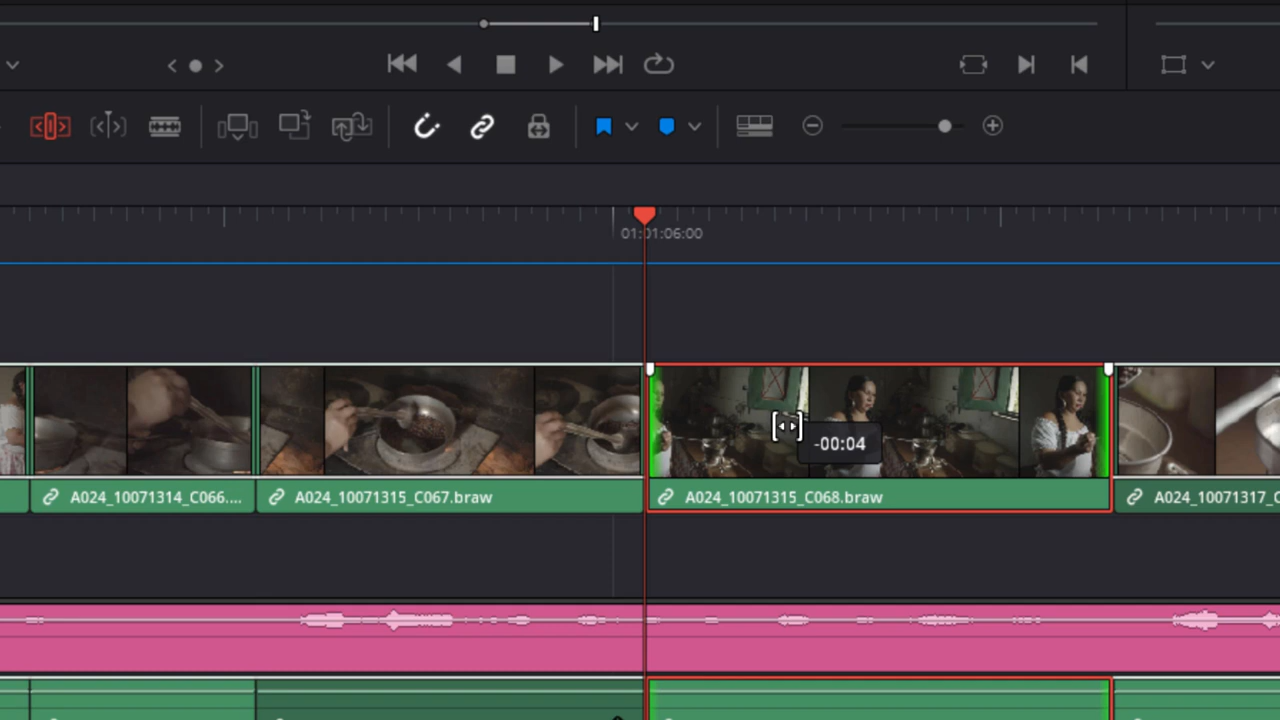 01:01:06:00
-00:04
A024_10071314_C066....
A024_10071315_C067.braw
A024_10071315_C068.braw
A024_10071317_C